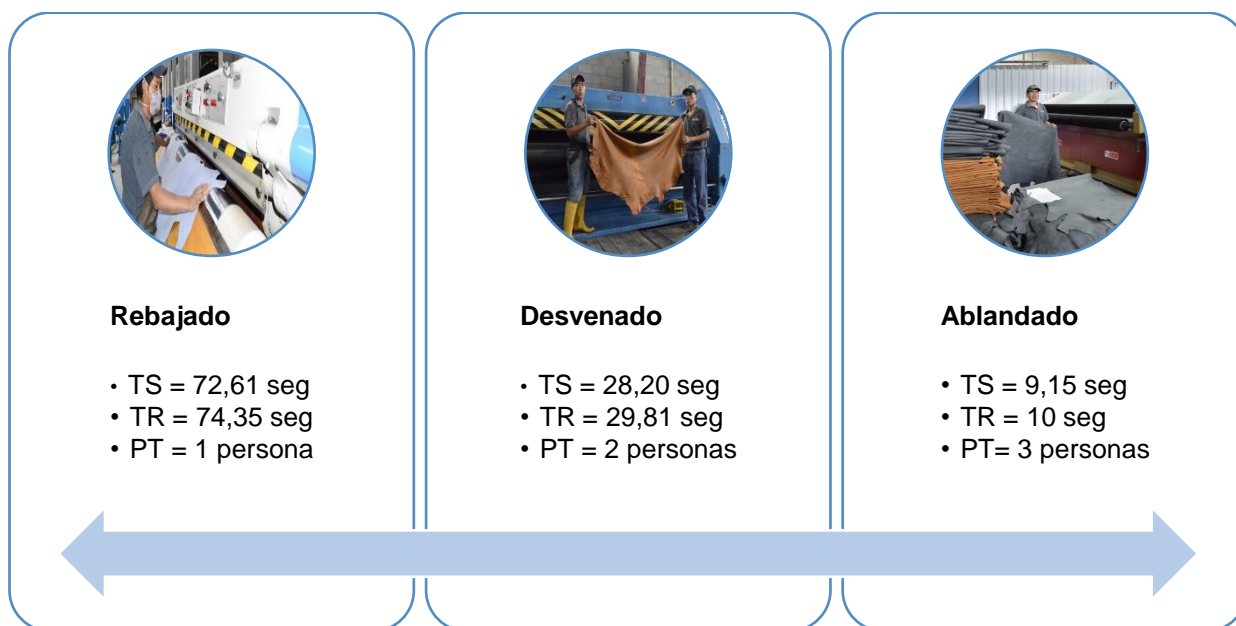 Rebajado
• TS = 72,61 seg
• TR = 74,35 seg
• PT = 1 persona
Desvenado
• TS = 28,20 seg
• TR = 29,81 seg
• PT = 2 personas
Ablandado
• TS = 9,15 seg
• TR = 10 seg
• PT= 3 personas